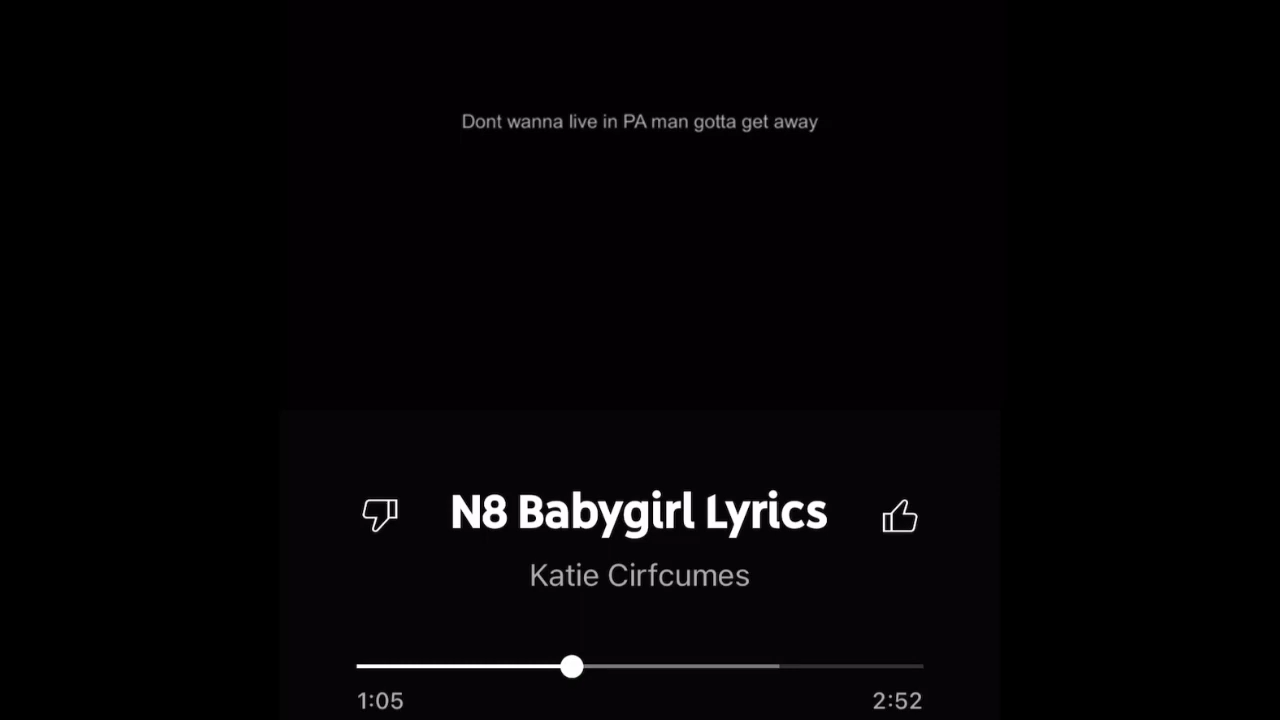 Dont wanna live in PA man gotta get away
N8 Babygirl Lyrics
Katie Cirfcumes
1:05 2:52